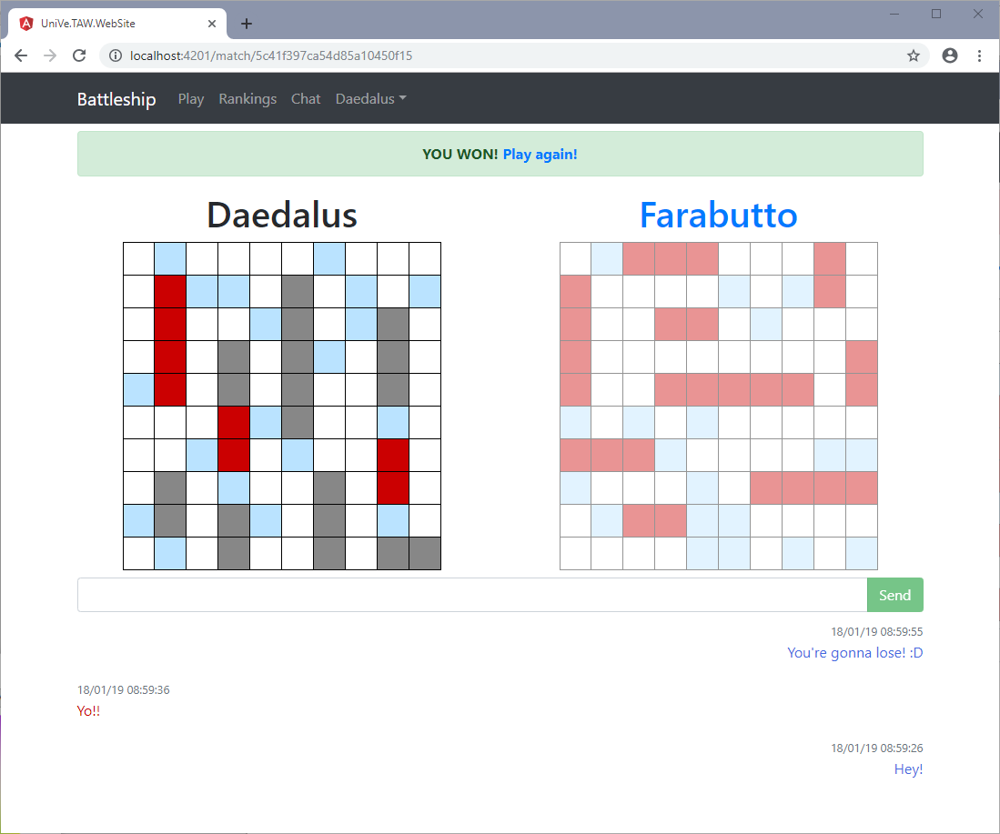 UniVe.TAW.WebSite
localhost:4201/match/5c41f397ca54d85a10450f15
Battleship Play Rankings Chat Daedalus
YOU WON! Play again!
Daedalus
Farabutto
Send
18/01/19 08:59:55
You're gonna lose! :D
18/01/19 08:59:36
Yo!!
18/01/19 08:59:26
Hey!